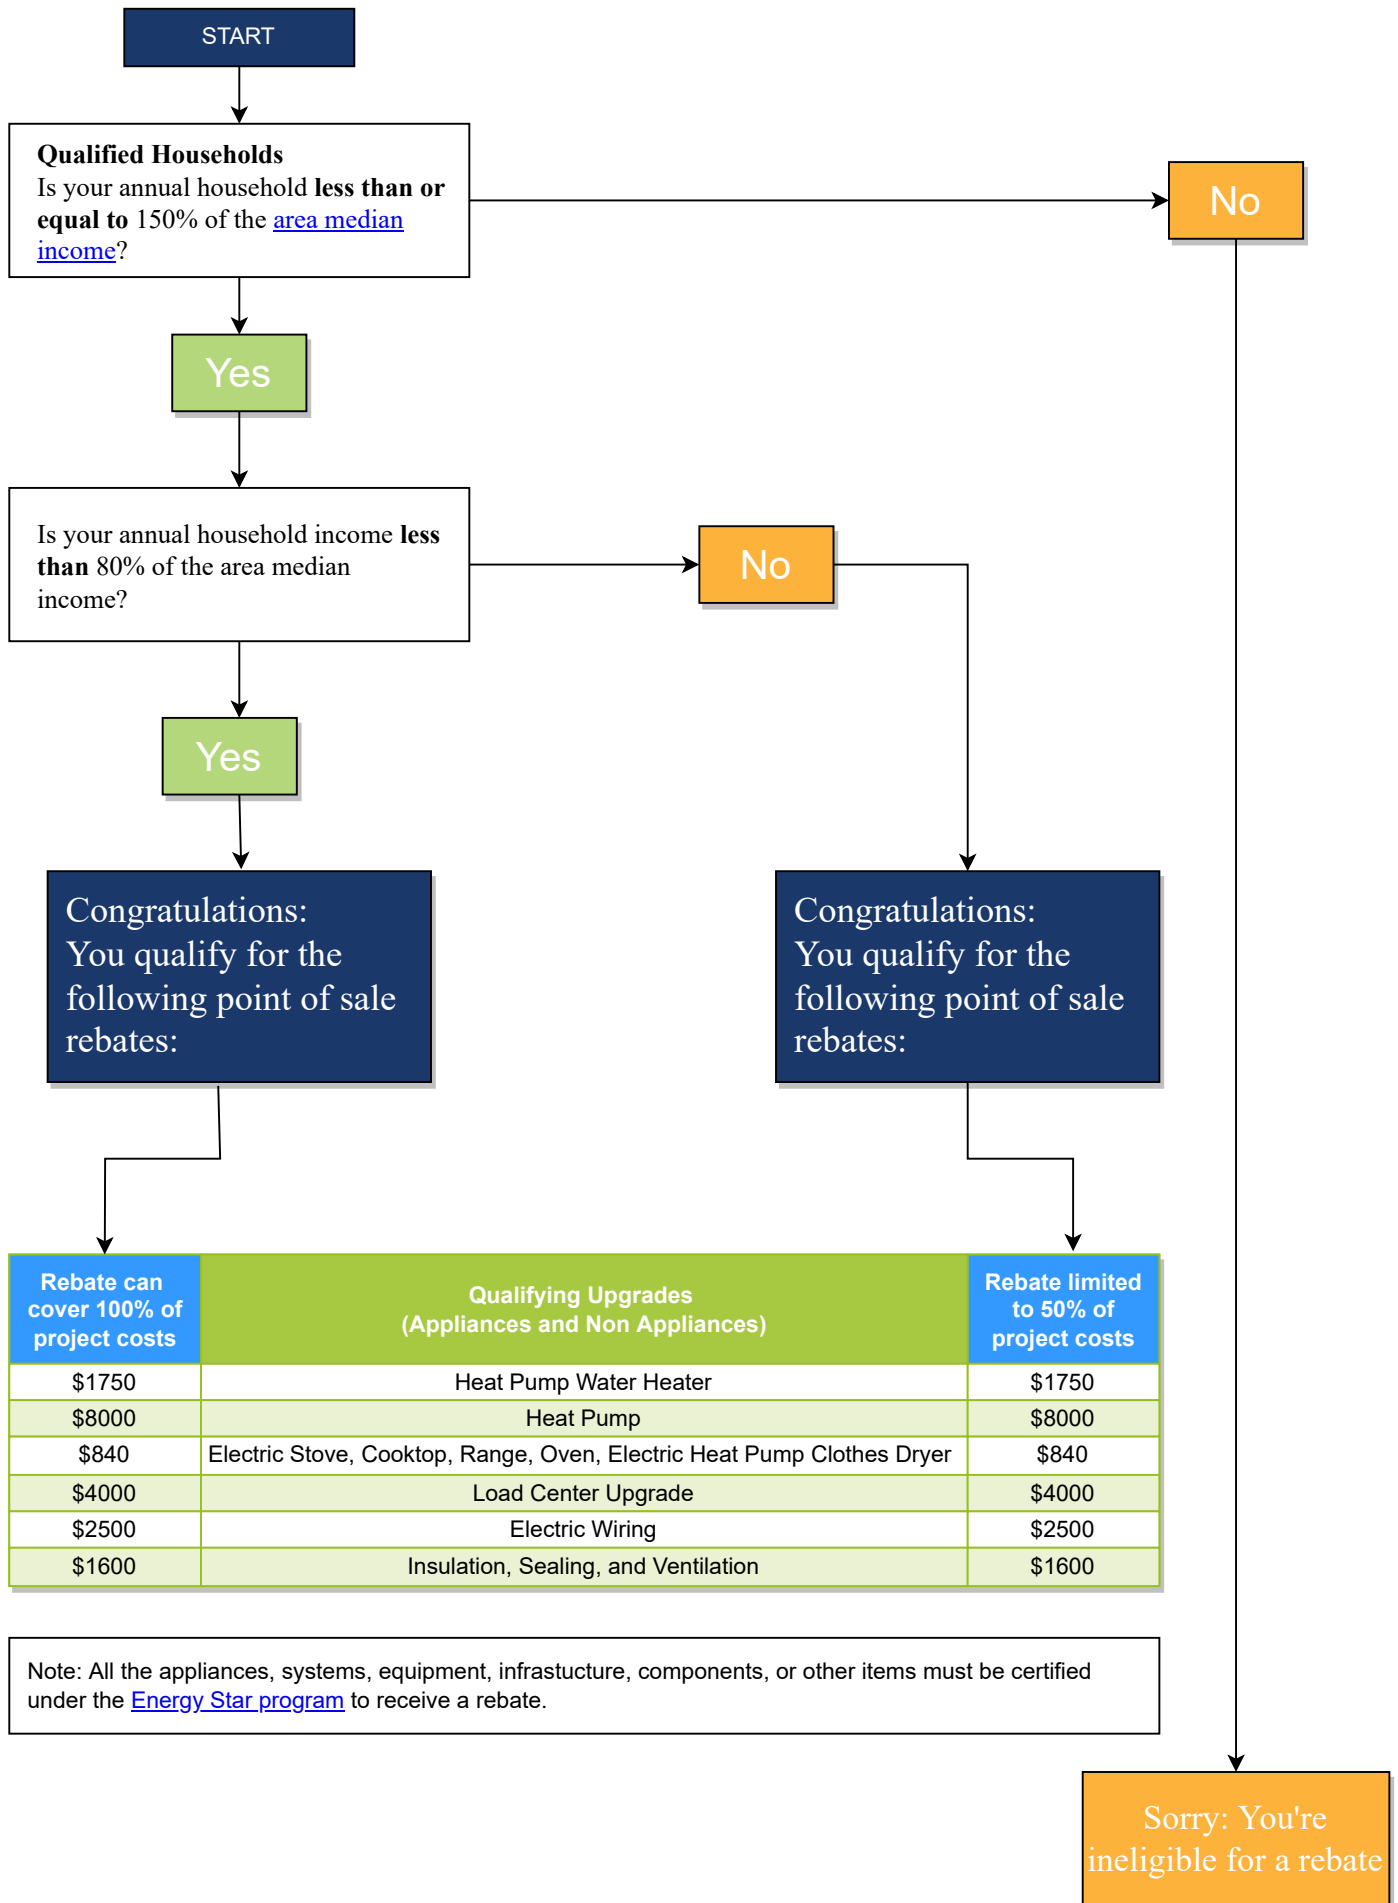 START
Qualified Households
Is your annual household less than or
equal to 150% of the area median
income?
No
Yes
Is your annual household income less
than 80% of the area median
income?
No
Yes
Congratulations:
You qualify for the
following point of sale
rebates:
Congratulations:
You qualify for the
following point of sale
rebates:
Rebate can
cover 100% of
project costs
Qualifying Upgrades
(Appliances and Non Appliances)
Rebate limited
to 50% of
project costs
$1750 Heat Pump Water Heater $1750
$8000 Heat Pump $8000
$840 Electric Stove, Cooktop, Range, Oven, Electric Heat Pump Clothes Dryer $840
$4000 Load Center Upgrade $4000
$2500 Electric Wiring $2500
$1600 Insulation, Sealing, and Ventilation $1600
Note: All the appliances, systems, equipment, infrastucture, components, or other items must be certified
under the Energy Star program to receive a rebate.
Sorry: You're
ineligible for a rebate